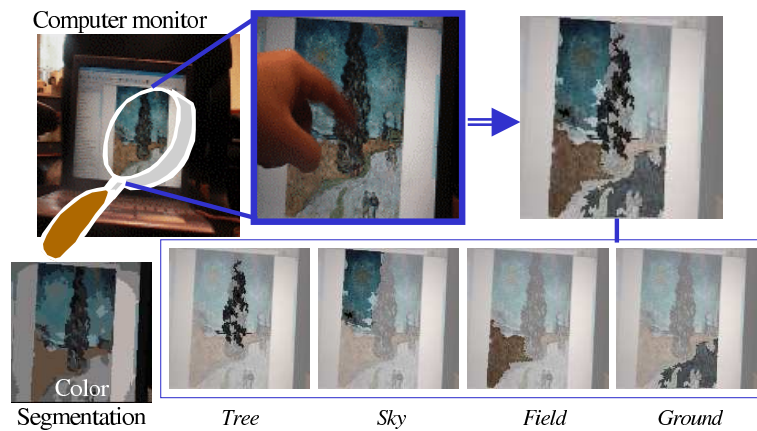 Computer monitor
Color
Segmentation
Tree
Sky
Field
Ground